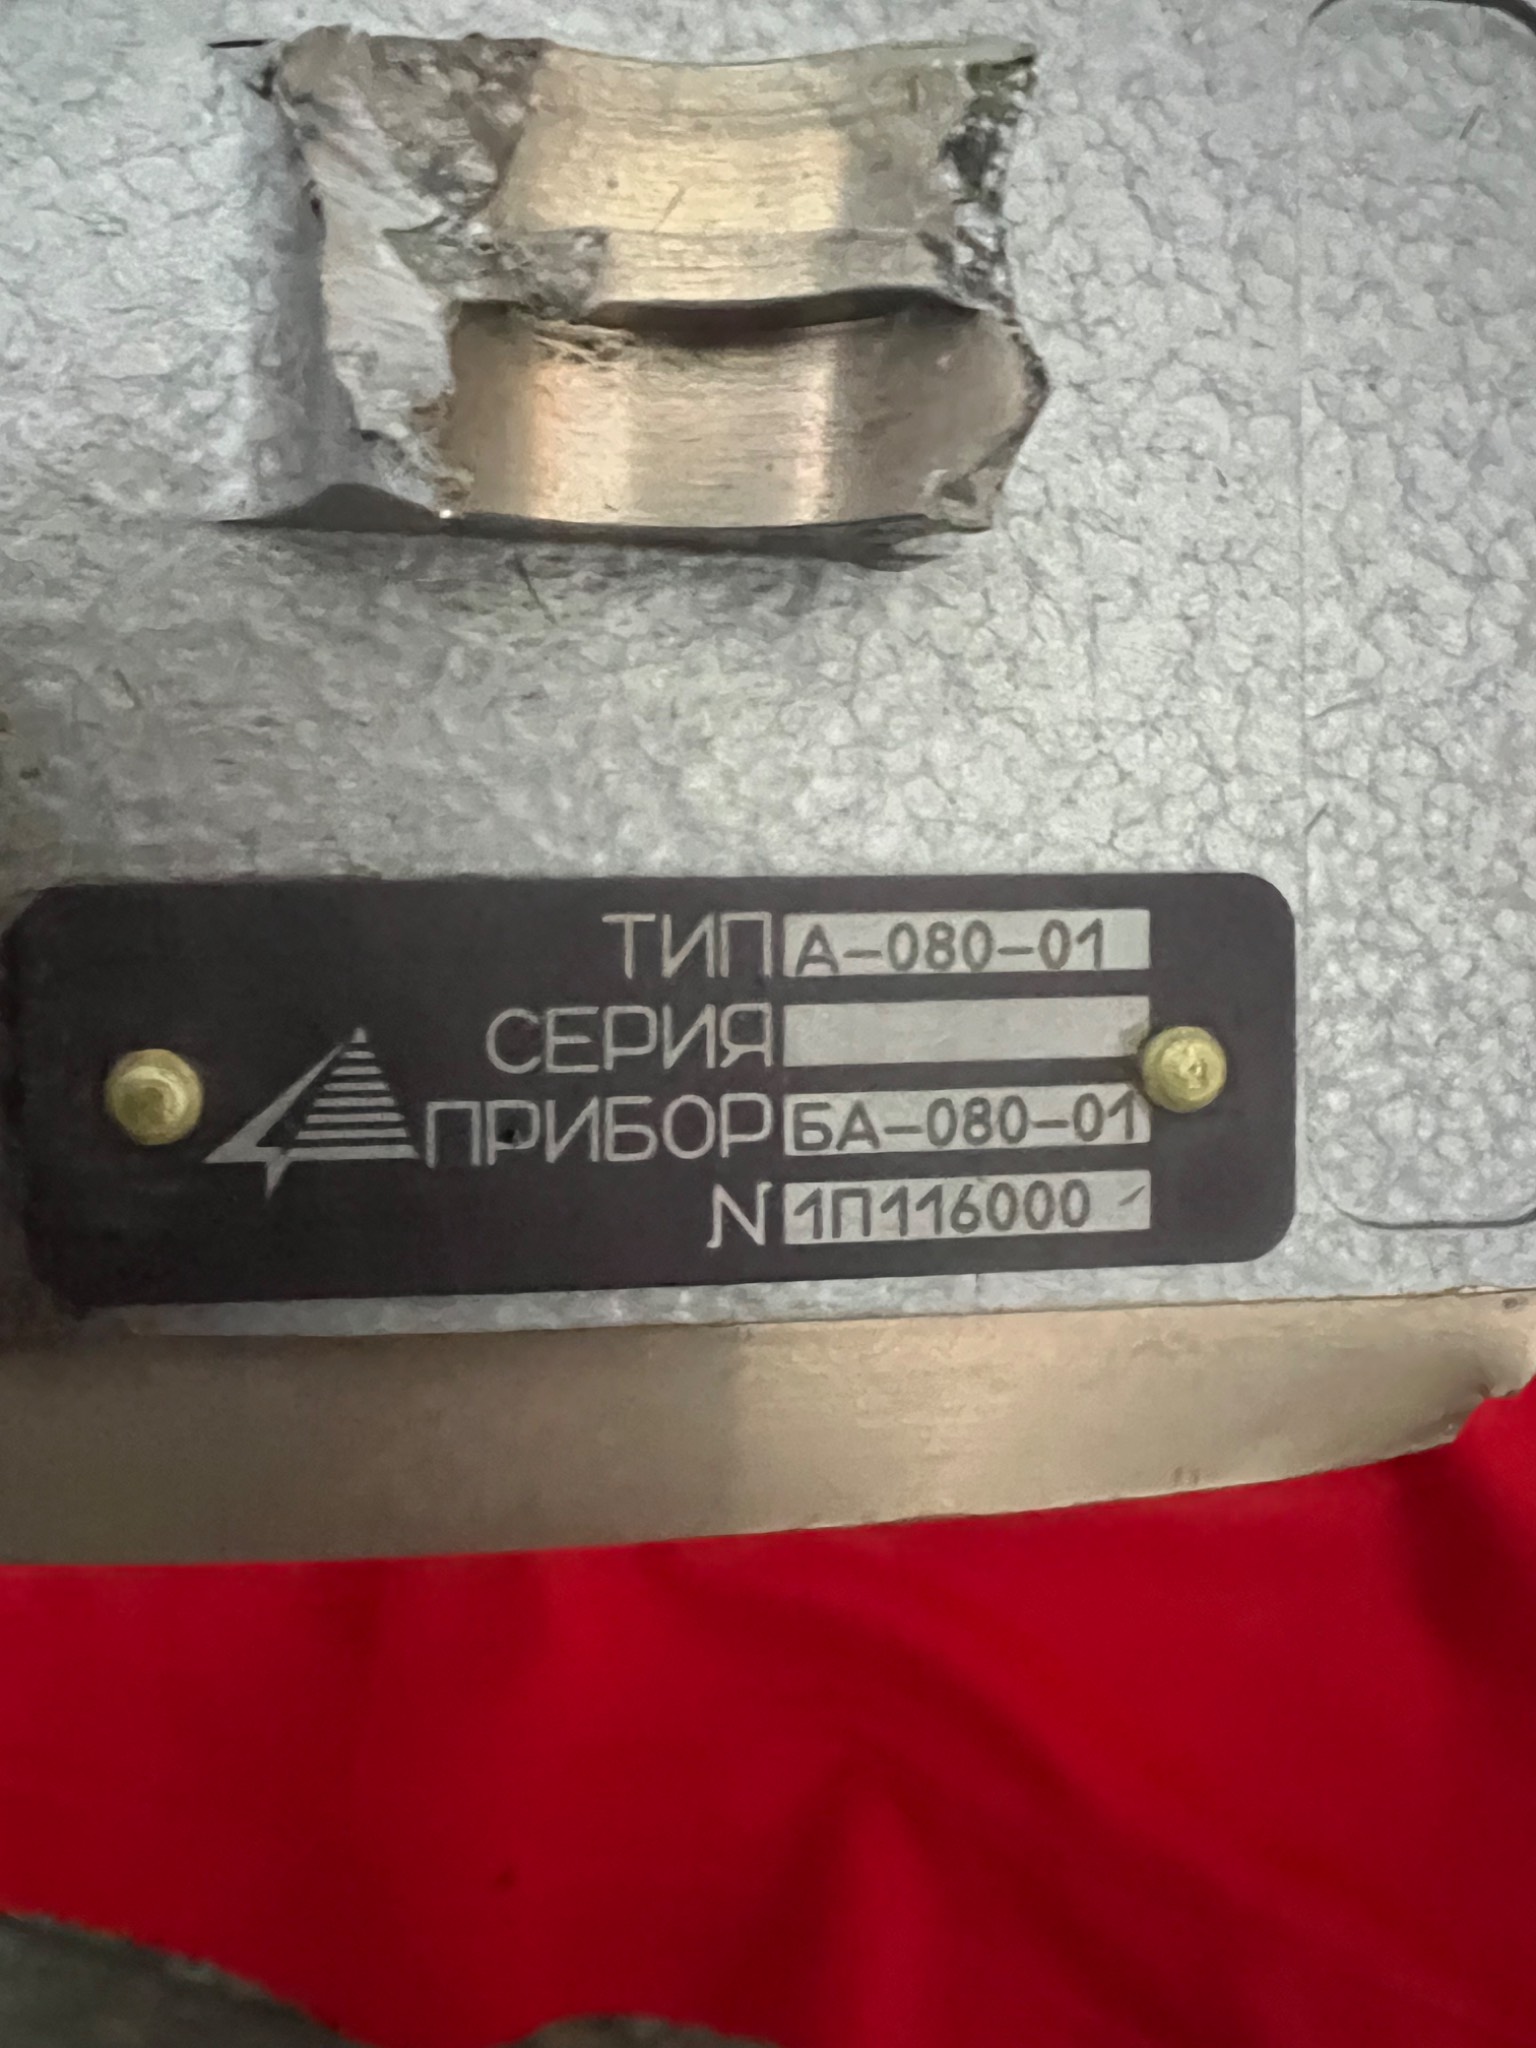 ТИП А-080-01
СЕРИЯ
ПРИБОР БА-080-01
N 1П116000